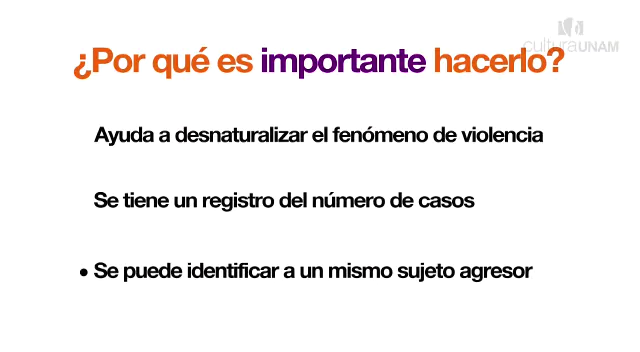 culturaUNAM
¿Por qué es importante hacerlo?
Ayuda a desnaturalizar el fenómeno de violencia
Se tiene un registro del número de casos
• Se puede identificar a un mismo sujeto agresor